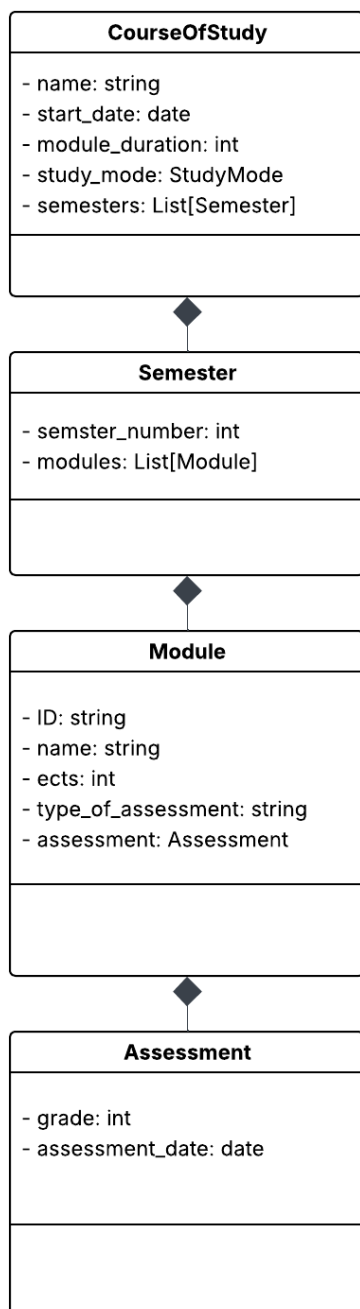 CourseOfStudy
- name: string
- start_date: date
- module_duration: int
- study_mode: StudyMode
- semesters: List[Semester]
Semester
- semster_number: int
- modules: List[Module]
Module
- ID: string
- name: string
- ects: int
- type_of_assessment: string
- assessment: Assessment
Assessment
- grade: int
- assessment_date: date